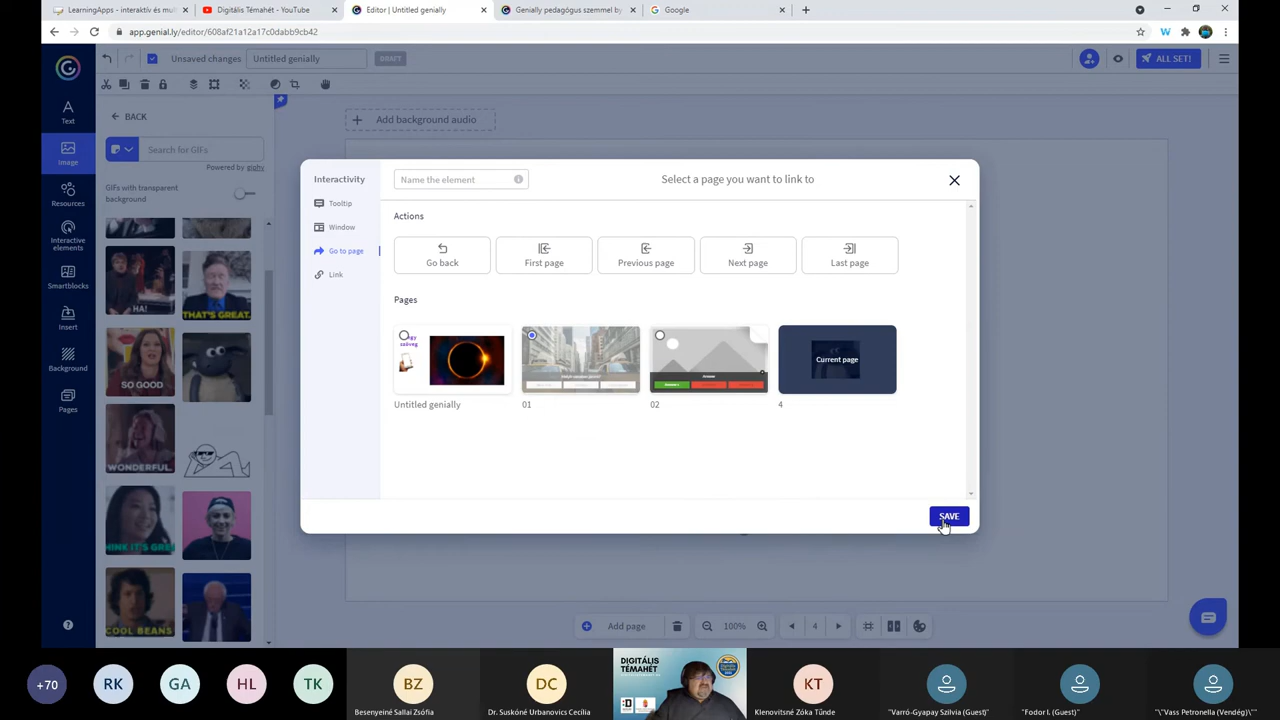 LearningApps - interaktív és mul
Digitális Témahét - YouTube
Editor | Untitled genially
Genially pedagógus szemmel by
Google
app.genial.ly/editor/608af21a12a17c0dabb9cb42
Unsaved changes
Untitled genially
DRAFT
ALL SET!
Text
Image
Resources
Interactive
elements
Smartblocks
Insert
Background
Pages
BACK
Search for GIFs
Powered by giphy
GIFs with transparent
background
HA!
THAT'S GREAT.
SO GOOD
WONDERFUL
COOL BEANS
Add background audio
Interactivity
Tooltip
Window
Go to page
Link
Name the element
Select a page you want to link to
Actions
Go back
First page
Previous page
Next page
Last page
Pages
szöveg
Current page
Untitled genially
01
02
4
SAVE
Add page
100%
4
+70
RK
GA
HL
TK
BZ
Besenyeiné Sallai Zsófia
DC
Dr. Suskóné Urbanovics Cecília
DIGITÁLIS
TÉMAHÉT
KT
Klenovitsné Zóka Tünde
"Varró-Gyapay Szilvia (Guest)"
"Fodor I. (Guest)"
"\"Vass Petronella (Vendég)\"